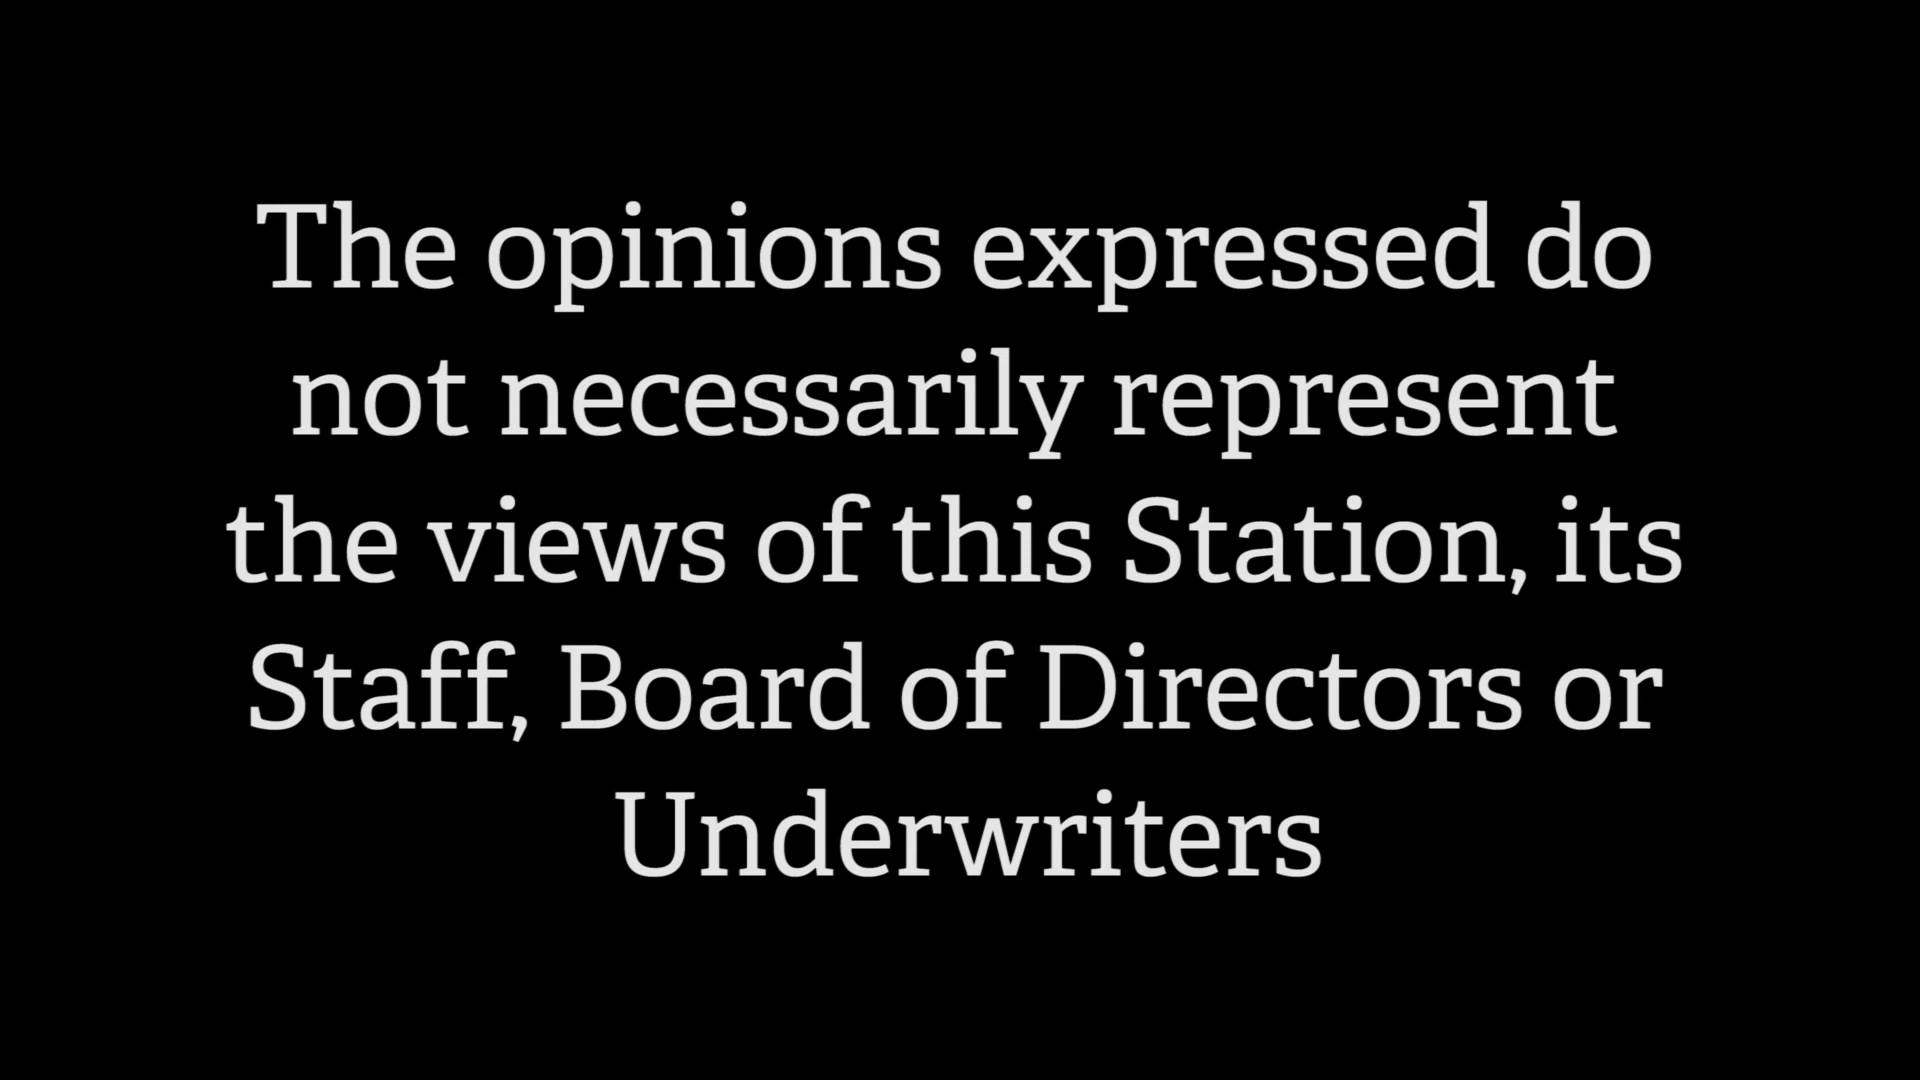 The opinions expressed do
not necessarily represent
the views of this Station, its
Staff, Board of Directors or
Underwriters